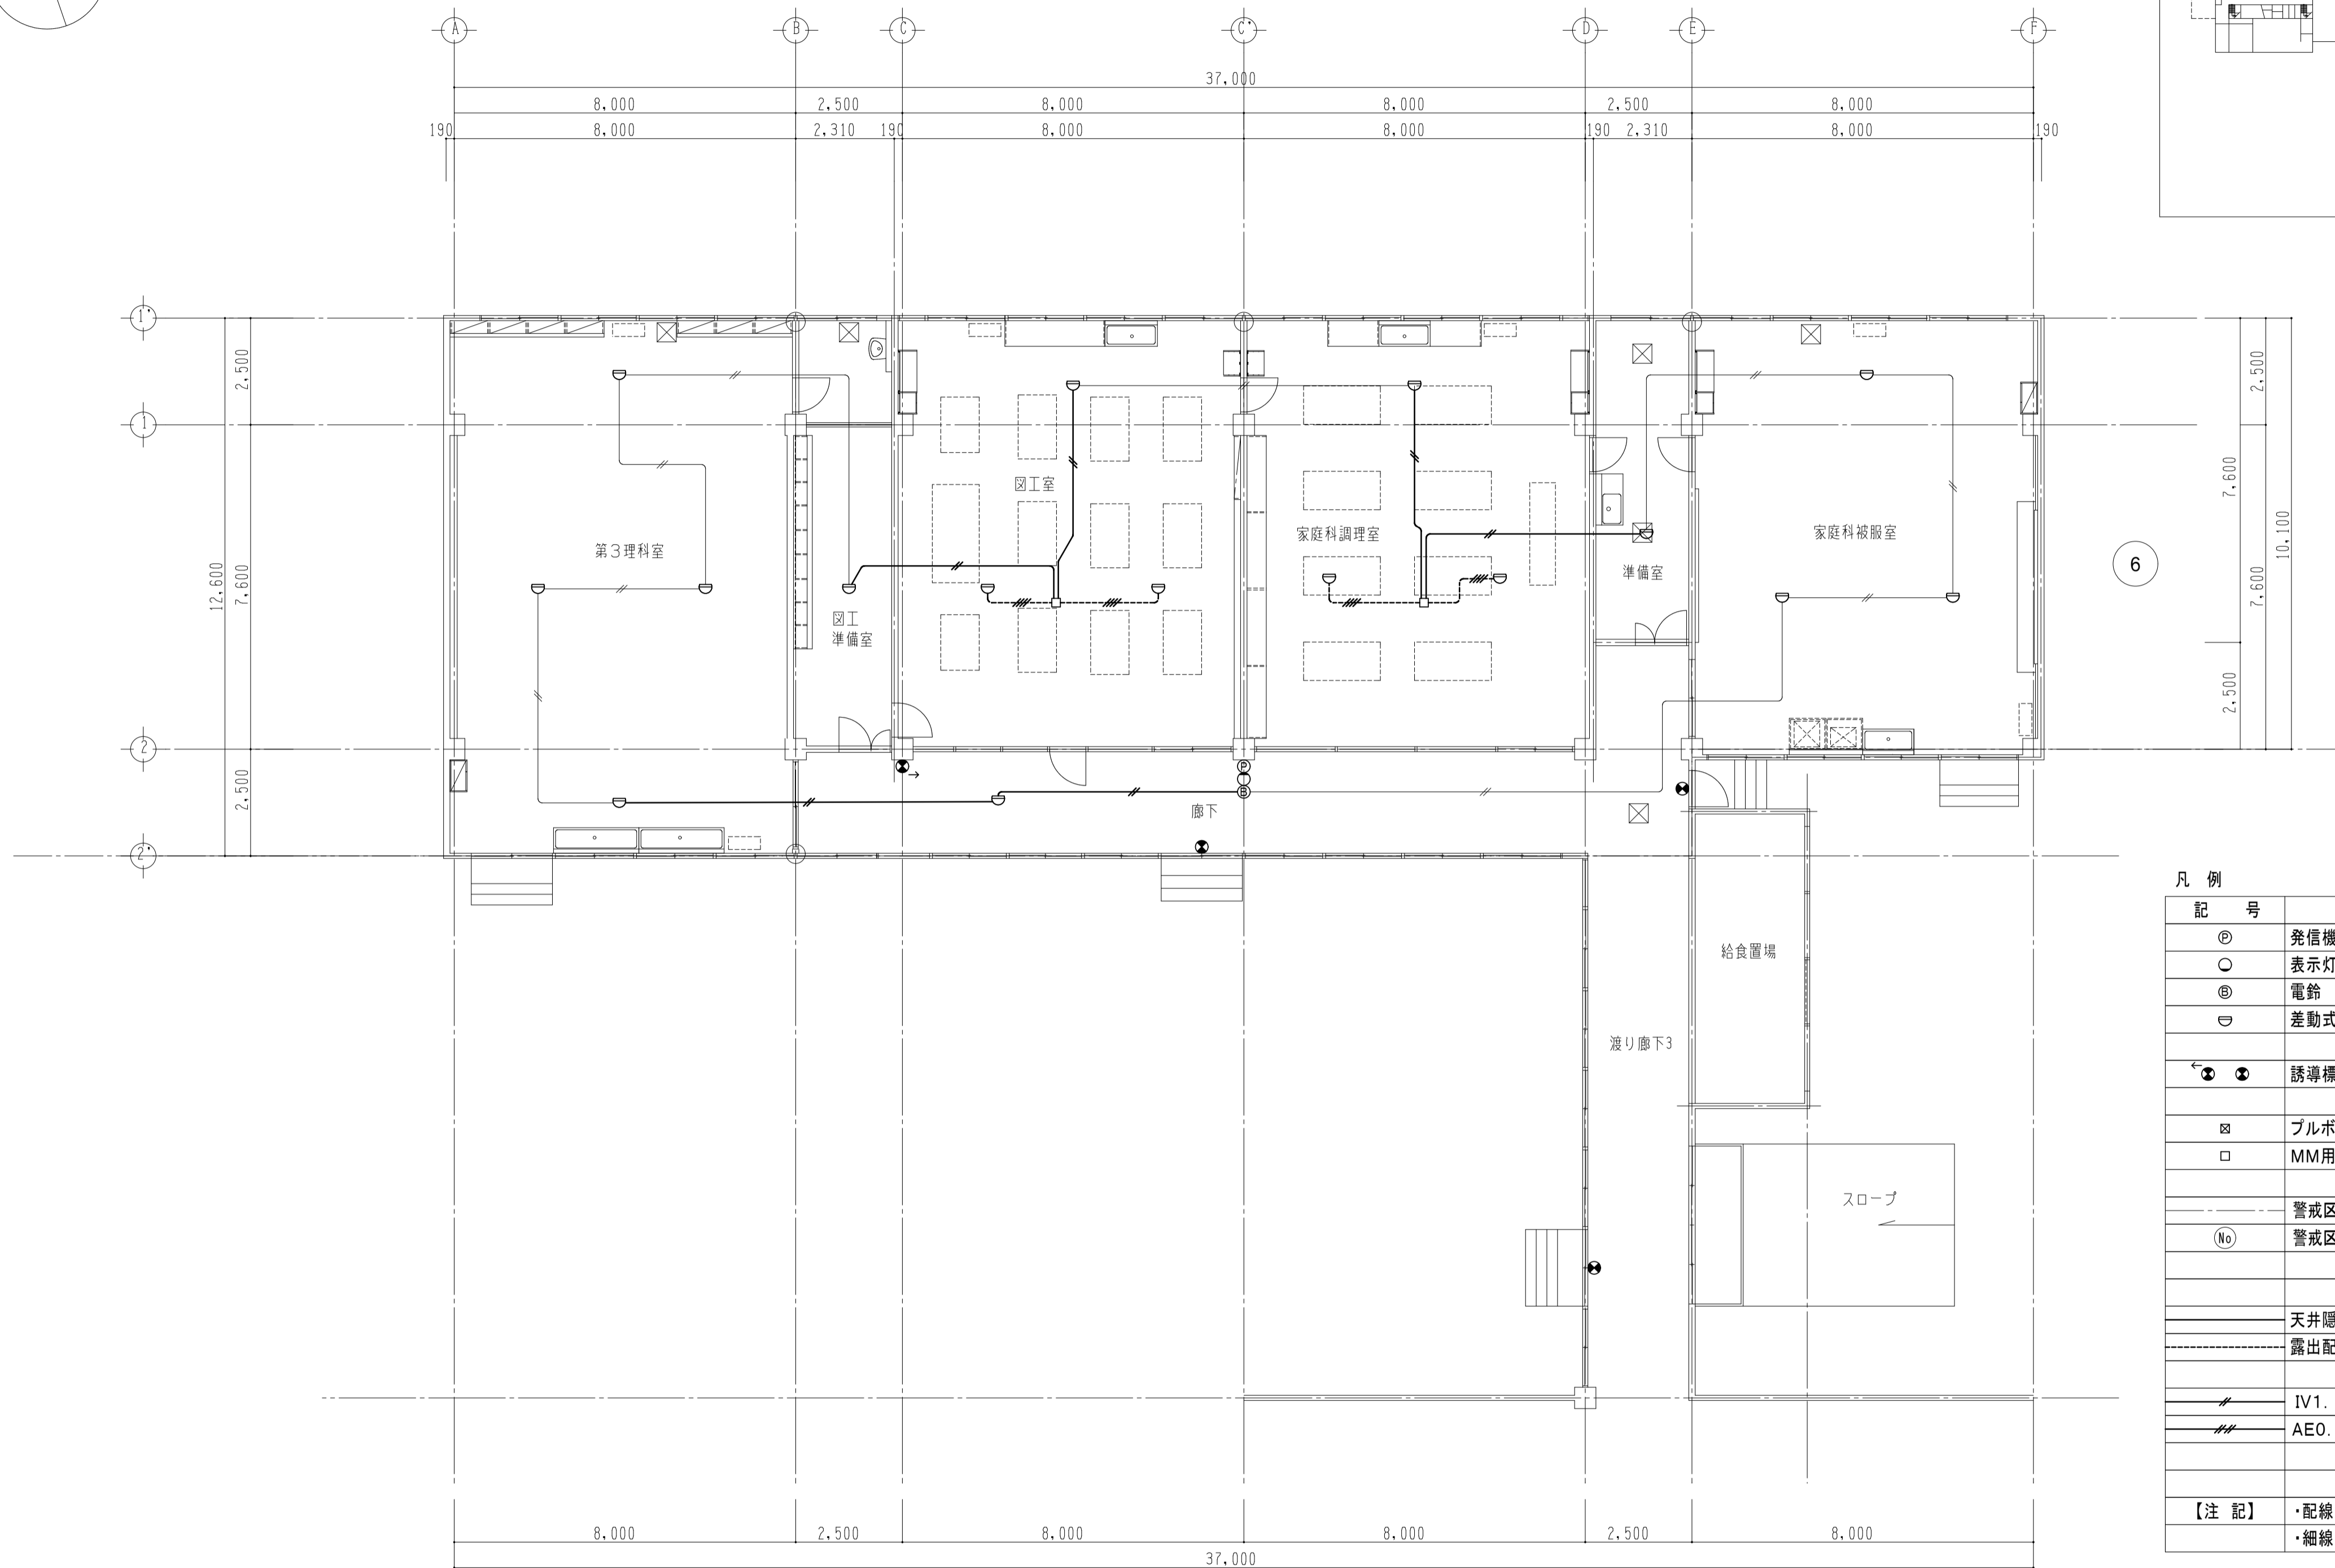 A B C C' D E F
37,000
8,000 2,500 8,000 8,000 2,500 8,000
190 8,000 2,310 190 8,000 8,000 190 2,310 8,000 190
1'
1
2
2'
2,500
12,600
7,600
2,500
2,500
7,600
10,100
7,600
2,500
第3理科室
図工
準備室
図工室
家庭科調理室
準備室
家庭科被服室
6
P
B
廊下
給食置場
渡り廊下3
スロープ
凡 例
記 号
P 発信機
表示灯
B 電鈴
差動式
誘導標
プルボ
MM用
警戒区
No 警戒区
天井隠
露出配
IV1.
AE0.
【注 記】 ・配線
・細線
8,000 2,500 8,000 8,000 2,500 8,000
37,000